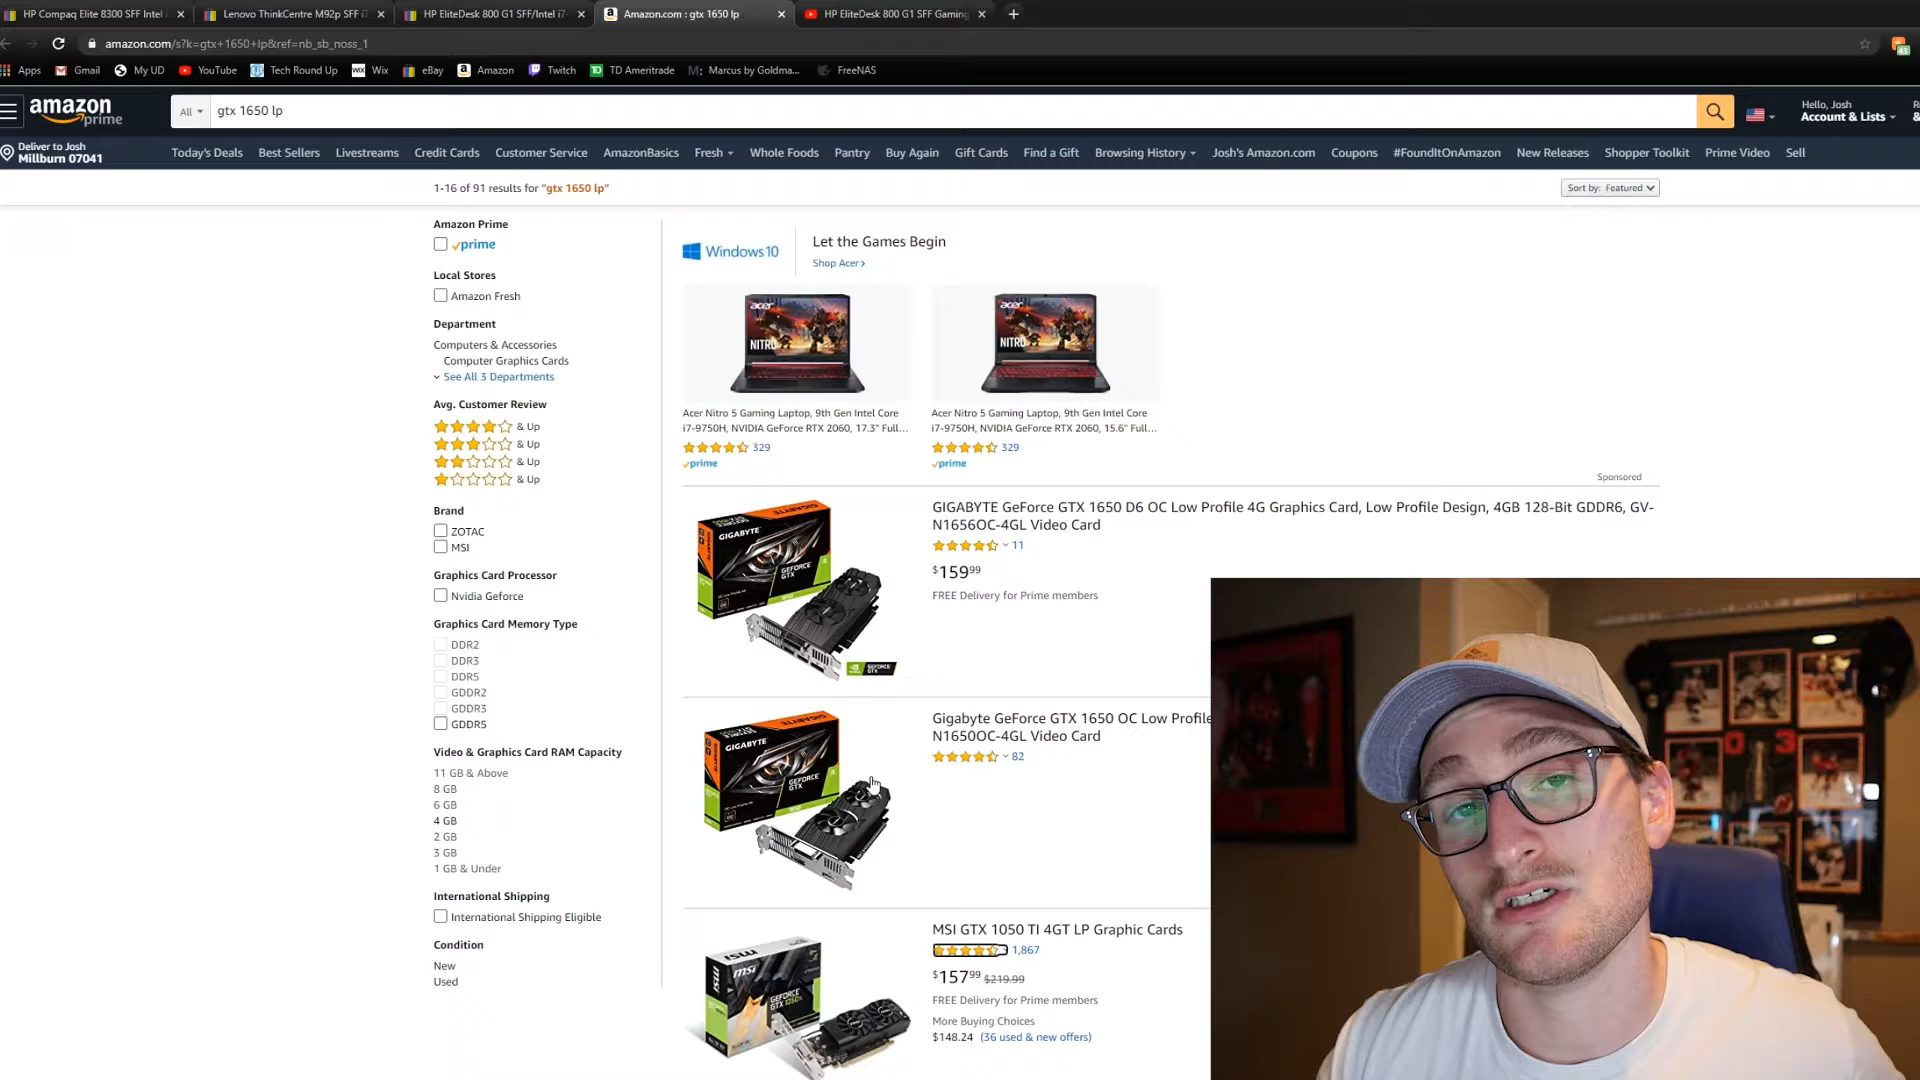 HP Compaq Elite 8300 SFF Intel i
Lenovo ThinkCentre M92p SFF i7
HP EliteDesk 800 G1 SFF/Intel i7-
Amazon.com : gtx 1650 lp
HP EliteDesk 800 G1 SFF Gaming
amazon.com/s?k=gtx+1650+lp&ref=nb_sb_noss_1
Apps
Gmail
My UD
YouTube
Tech Round Up
Wix
eBay
Amazon
Twitch
TD Ameritrade
Marcus by Goldma...
FreeNAS
amazon
prime
All
gtx 1650 lp
Hello, Josh
Account & Lists
Deliver to Josh
Millburn 07041
Today's Deals
Best Sellers
Livestreams
Credit Cards
Customer Service
AmazonBasics
Fresh
Whole Foods
Pantry
Buy Again
Gift Cards
Find a Gift
Browsing History
Josh's Amazon.com
Coupons
#FoundItOnAmazon
New Releases
Shopper Toolkit
Prime Video
Sell
1-16 of 91 results for "gtx 1650 lp"
Sort by: Featured
Amazon Prime
prime
Local Stores
Amazon Fresh
Department
Computers & Accessories
Computer Graphics Cards
See All 3 Departments
Avg. Customer Review
& Up
& Up
& Up
& Up
Brand
ZOTAC
MSI
Graphics Card Processor
Nvidia Geforce
Graphics Card Memory Type
DDR2
DDR3
DDR5
GDDR2
GDDR3
GDDR5
Video & Graphics Card RAM Capacity
11 GB & Above
8 GB
6 GB
4 GB
2 GB
3 GB
1 GB & Under
International Shipping
International Shipping Eligible
Condition
New
Used
Windows10
Let the Games Begin
Shop Acer
acer
NITRO
acer
NITRO
Acer Nitro 5 Gaming Laptop, 9th Gen Intel Core
i7-9750H, NVIDIA GeForce RTX 2060, 17.3" Full...
329
prime
Acer Nitro 5 Gaming Laptop, 9th Gen Intel Core
i7-9750H, NVIDIA GeForce RTX 2060, 15.6" Full...
329
prime
Sponsored
GIGABYTE
GEFORCE
GTX
GIGABYTE GeForce GTX 1650 D6 OC Low Profile 4G Graphics Card, Low Profile Design, 4GB 128-Bit GDDR6, GV-
N1656OC-4GL Video Card
11
$159.99
FREE Delivery for Prime members
GIGABYTE
GEFORCE
GTX
Gigabyte GeForce GTX 1650 OC Low Profile
N1650OC-4GL Video Card
82
msi
GEFORCE
GTX 1050Ti
MSI GTX 1050 TI 4GT LP Graphic Cards
1,867
$157.99 $219.99
FREE Delivery for Prime members
More Buying Choices
$148.24 (36 used & new offers)